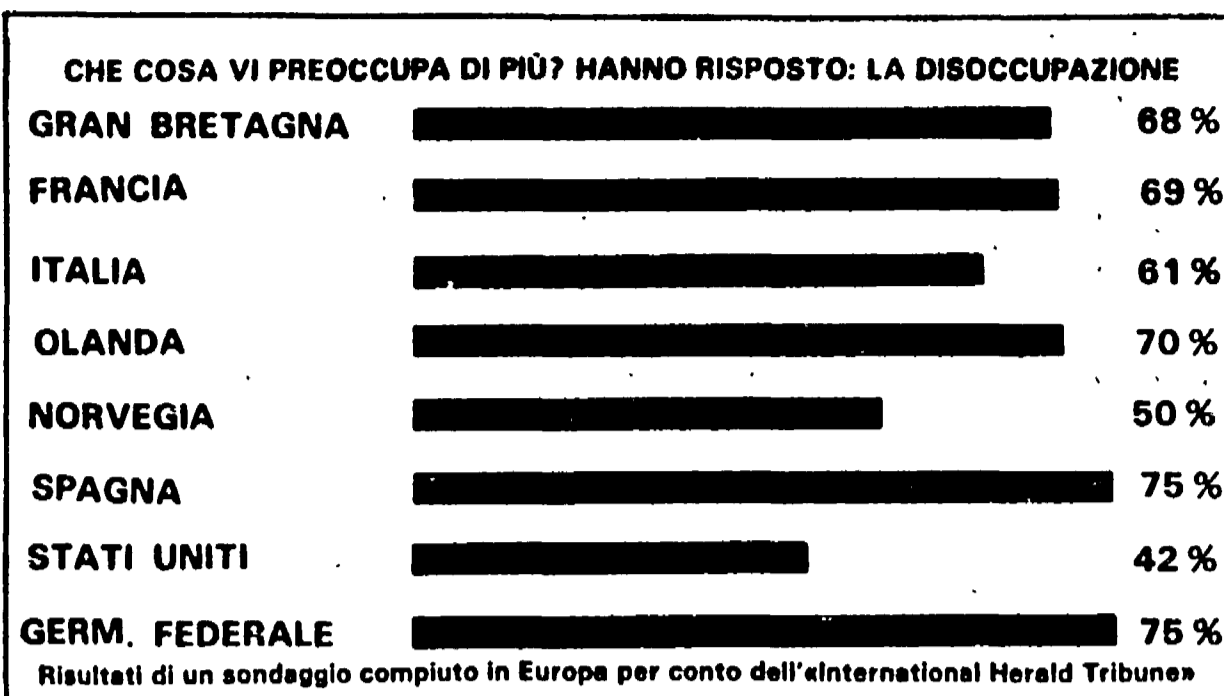 CHE COSA VI PREOCCUPA DI PIÙ? HANNO RISPOSTO: LA DISOCCUPAZIONE
GRAN BRETAGNA 68 %
FRANCIA 69 %
ITALIA 61 %
OLANDA 70 %
NORVEGIA 50 %
SPAGNA 75 %
STATI UNITI 42 %
GERM. FEDERALE 75 %
Risultati di un sondaggio compiuto in Europa per conto dell'«International Herald Tribune»